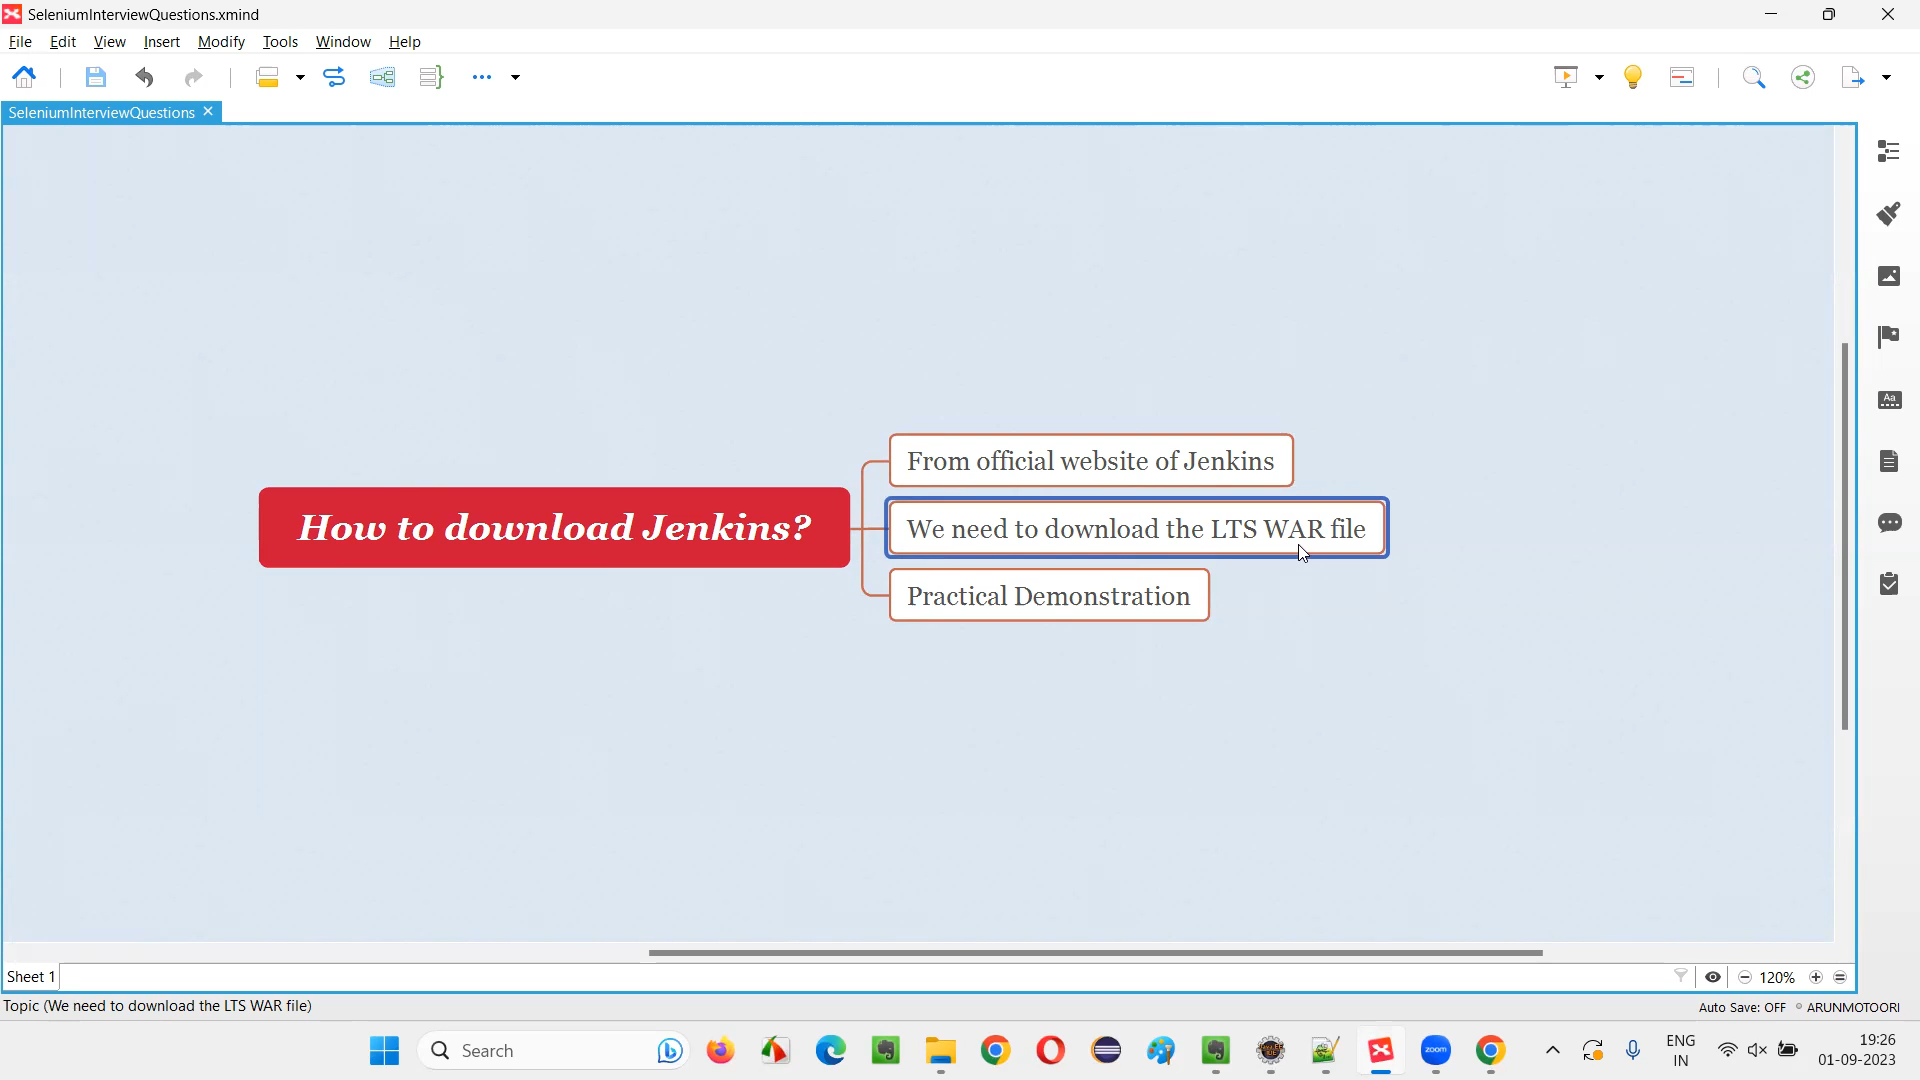 SeleniumInterviewQuestions.xmind
File Edit View Insert Modify Tools Window Help
SeleniumInterviewQuestions
How to download Jenkins?
From official website of Jenkins
We need to download the LTS WAR file
Practical Demonstration
Aa
Sheet 1
120%
Topic (We need to download the LTS WAR file)
Auto Save: OFF ARUNMOTOORI
Search
zoom
ENG
IN
19:26
01-09-2023